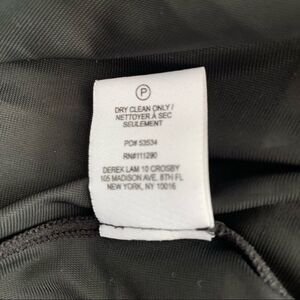 P
DRY CLEAN ONLY /
NETTOYER À SEC
SEULEMENT
PO# 53534
RN#111290
DEREK LAM 10 CROSBY
105 MADISON AVE. 8TH FL
NEW YORK, NY 10016